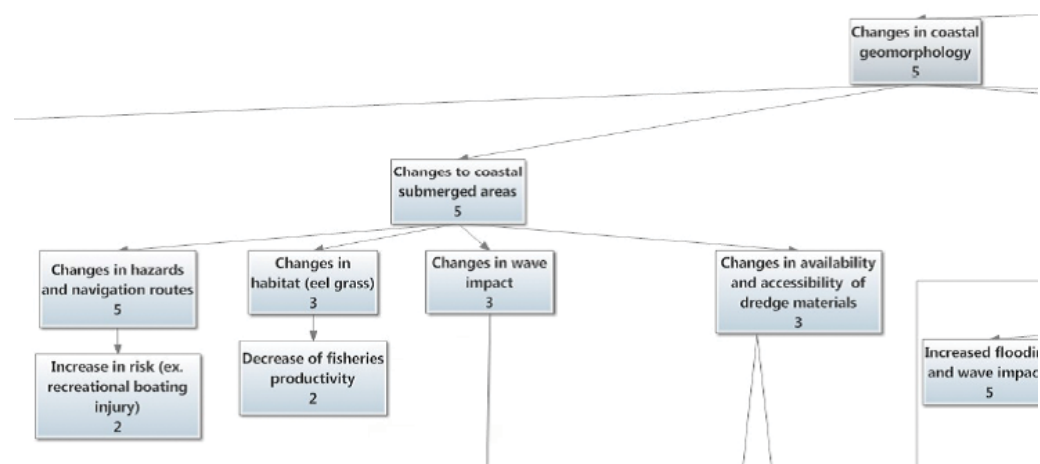 Changes in coastal
geomorphology
5
Changes to coastal
submerged areas
5
Changes in hazards
and navigation routes
5
Changes in
habitat (eel grass)
3
Changes in wave
impact
3
Changes in availability
and accessibility of
dredge materials
3
Increase in risk (ex.
recreational boating
injury)
2
Decrease of fisheries
productivity
2
Increased
and wave
5